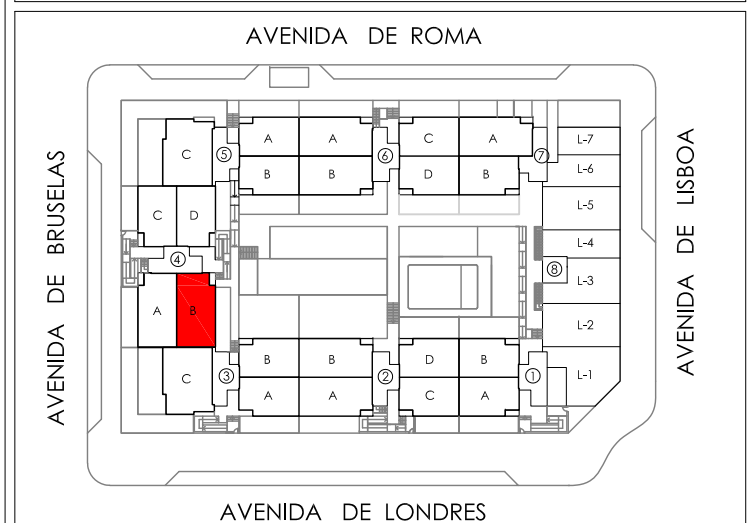 AVENIDA DE ROMA
AVENIDA DE BRUSELAS
AVENIDA DE LISBOA
C 5 A A 6 C A 7 L-7
B B D B L-6
C D L-5
4 L-4
8 L-3
A B L-2
C 3 B B 2 D B 1 L-1
A A C A
AVENIDA DE LONDRES